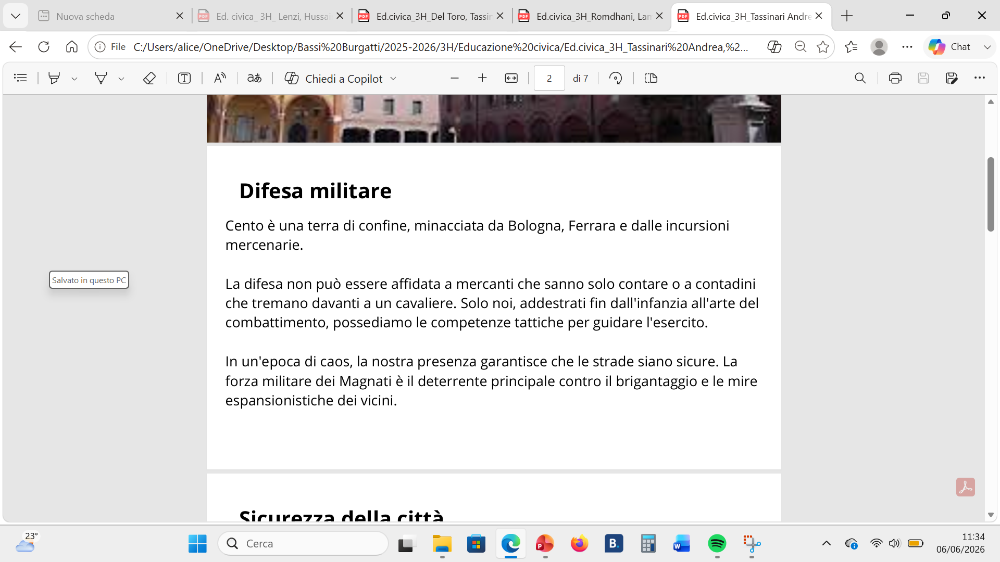 Nuova scheda
Ed. civica_ 3H_ Lenzi, Hussai
Ed.civica_3H_Del Toro, Tassin
Ed.civica_3H_Romdhani, Lam
Ed.civica_3H_Tassinari Andre
File
C:/Users/alice/OneDrive/Desktop/Bassi%20Burgatti/2025-2026/3H/Educazione%20civica/Ed.civica_3H_Tassinari%20Andrea,%2...
Chat
Chiedi a Copilot
2
di 7
Difesa militare
Cento è una terra di confine, minacciata da Bologna, Ferrara e dalle incursioni
mercenarie.
La difesa non può essere affidata a mercanti che sanno solo contare o a contadini
che tremano davanti a un cavaliere. Solo noi, addestrati fin dall'infanzia all'arte del
combattimento, possediamo le competenze tattiche per guidare l'esercito.
In un'epoca di caos, la nostra presenza garantisce che le strade siano sicure. La
forza militare dei Magnati è il deterrente principale contro il brigantaggio e le mire
espansionistiche dei vicini.
Salvato in questo PC
Sicurezza della città
23°
Cerca
11:34
06/06/2026